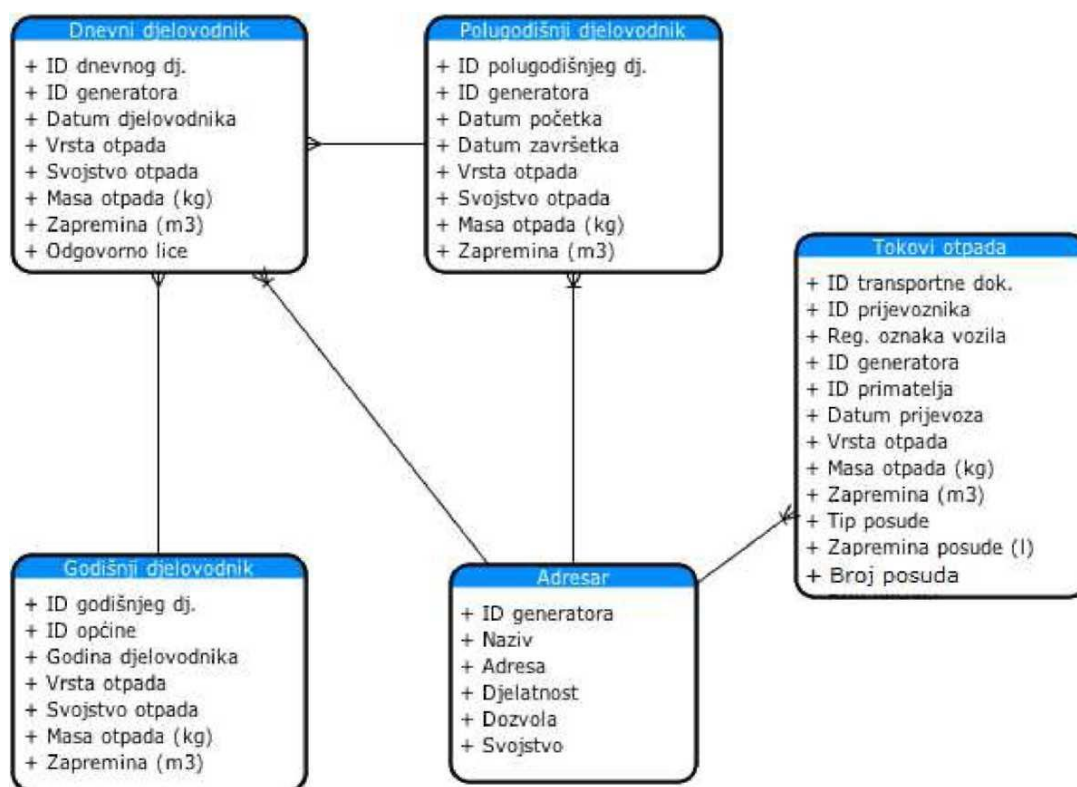 Dnevni djelovodnik
+ ID dnevnog dj.
+ ID generatora
+ Datum djelovodnika
+ Vrsta otpada
+ Svojstvo otpada
+ Masa otpada (kg)
+ Zapremina (m3)
+ Odgovorno lice
Polugodišnji djelovodnik
+ ID polugodišnjeg dj.
+ ID generatora
+ Datum početka
+ Datum završetka
+ Vrsta otpada
+ Svojstvo otpada
+ Masa otpada (kg)
+ Zapremina (m3)
Tokovi otpada
+ ID transportne dok.
+ ID prijevoznika
+ Reg. oznaka vozila
+ ID generatora
+ ID primatelja
+ Datum prijevoza
+ Vrsta otpada
+ Masa otpada (kg)
+ Zapremina (m3)
+ Tip posude
+ Zapremina posude (l)
+ Broj posuda
Godišnji djelovodnik
+ ID godišnjeg dj.
+ ID općine
+ Godina djelovodnika
+ Vrsta otpada
+ Svojstvo otpada
+ Masa otpada (kg)
+ Zapremina (m3)
Adresar
+ ID generatora
+ Naziv
+ Adresa
+ Djelatnost
+ Dozvola
+ Svojstvo